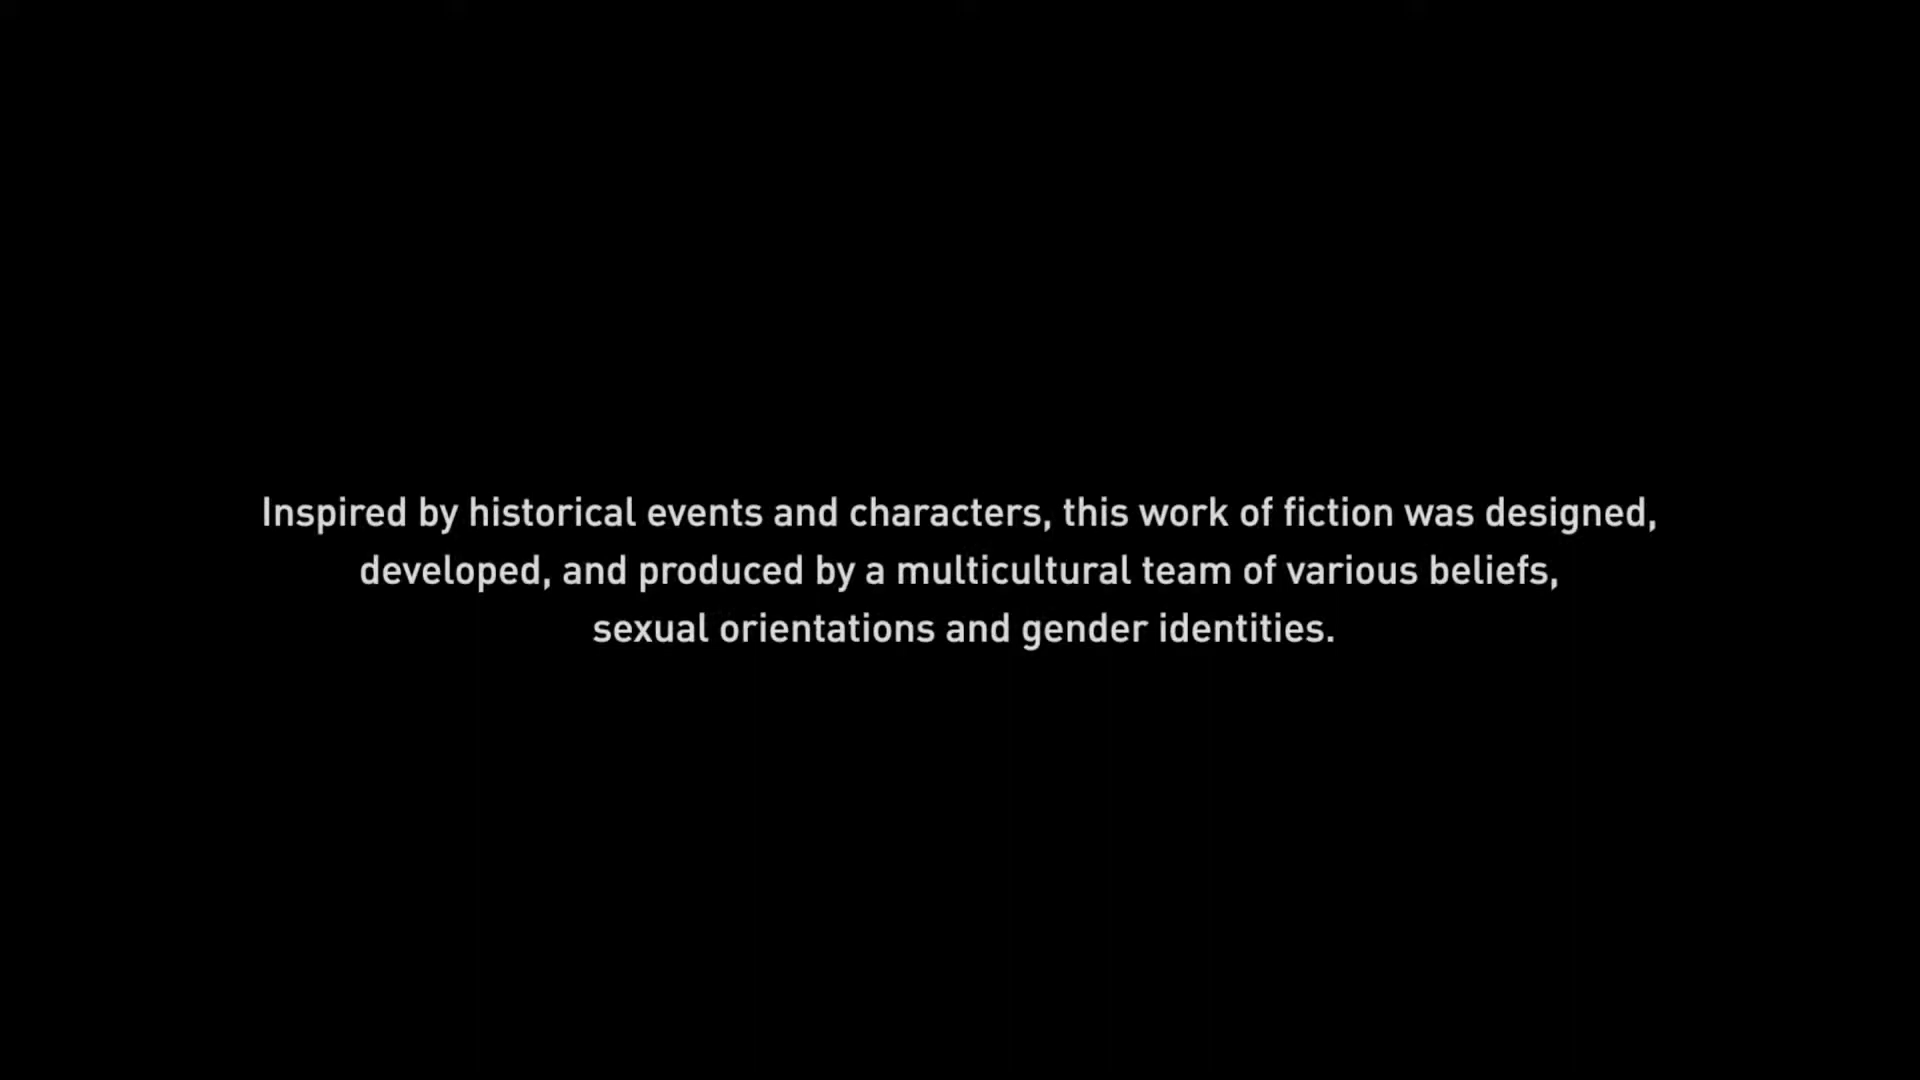 Inspired by historical events and characters, this work of fiction was designed,
developed, and produced by a multicultural team of various beliefs,
sexual orientations and gender identities.